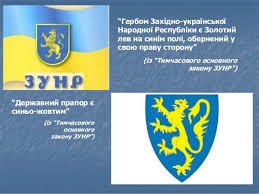 ЗУНР
"Гербом Західно-української
Народної Республіки є Золотий
лев на синім полі, обернений у
свою праву сторону"
(із "Тимчасового основного
закону ЗУНР")
"Державний прапор є
синьо-жовтим"
(із "Тимчасового
основного
закону ЗУНР")